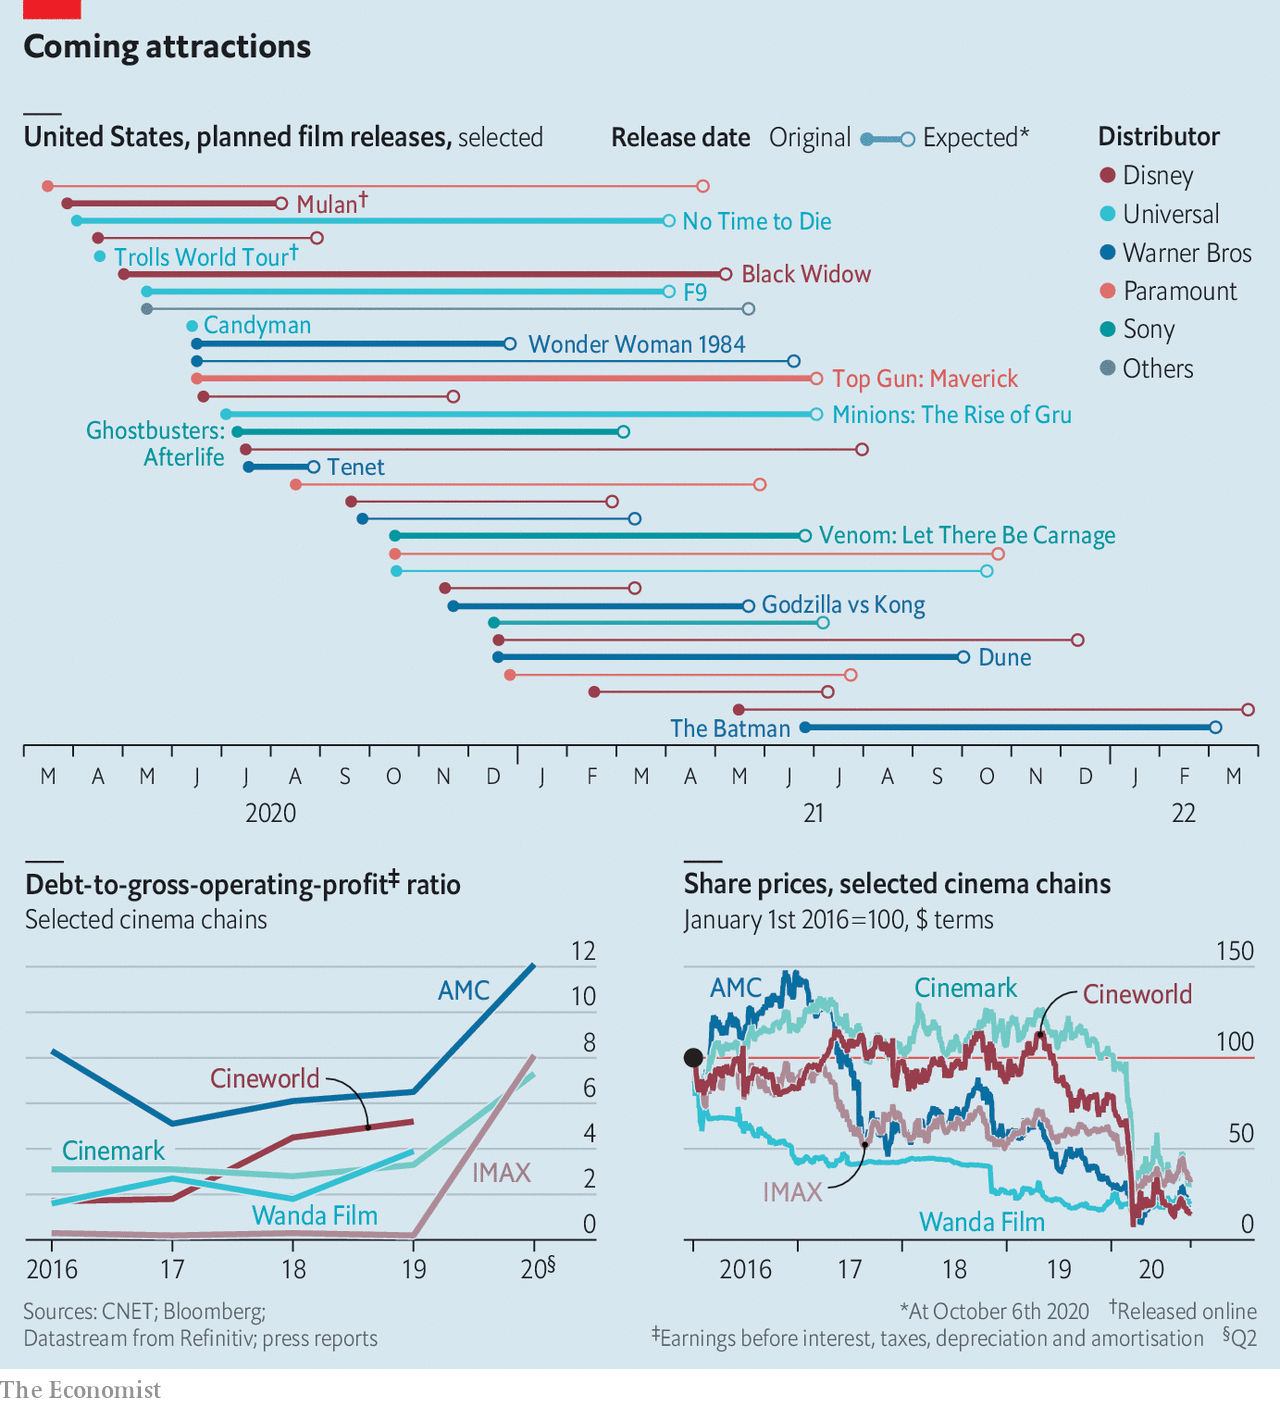 Coming attractions
United States, planned film releases, selected
Release date Original Expected*
Distributor
Disney
Universal
Warner Bros
Paramount
Sony
Others
Mulan†
No Time to Die
Trolls World Tour†
Black Widow
F9
Candyman
Wonder Woman 1984
Top Gun: Maverick
Minions: The Rise of Gru
Ghostbusters:
Afterlife
Tenet
Venom: Let There Be Carnage
Godzilla vs Kong
Dune
The Batman
M A M J J A S O N D J F M A M J J A S O N D J F M
2020 21 22
Debt-to-gross-operating-profit‡ ratio
Selected cinema chains
12
10
8
6
4
2
0
AMC
Cineworld
Cinemark
IMAX
Wanda Film
2016 17 18 19 20§
Share prices, selected cinema chains
January 1st 2016=100, $ terms
150
100
50
0
AMC
Cinemark
Cineworld
IMAX
Wanda Film
2016 17 18 19 20
Sources: CNET; Bloomberg;
Datastream from Refinitiv; press reports
*At October 6th 2020 †Released online
‡Earnings before interest, taxes, depreciation and amortisation §Q2
The Economist